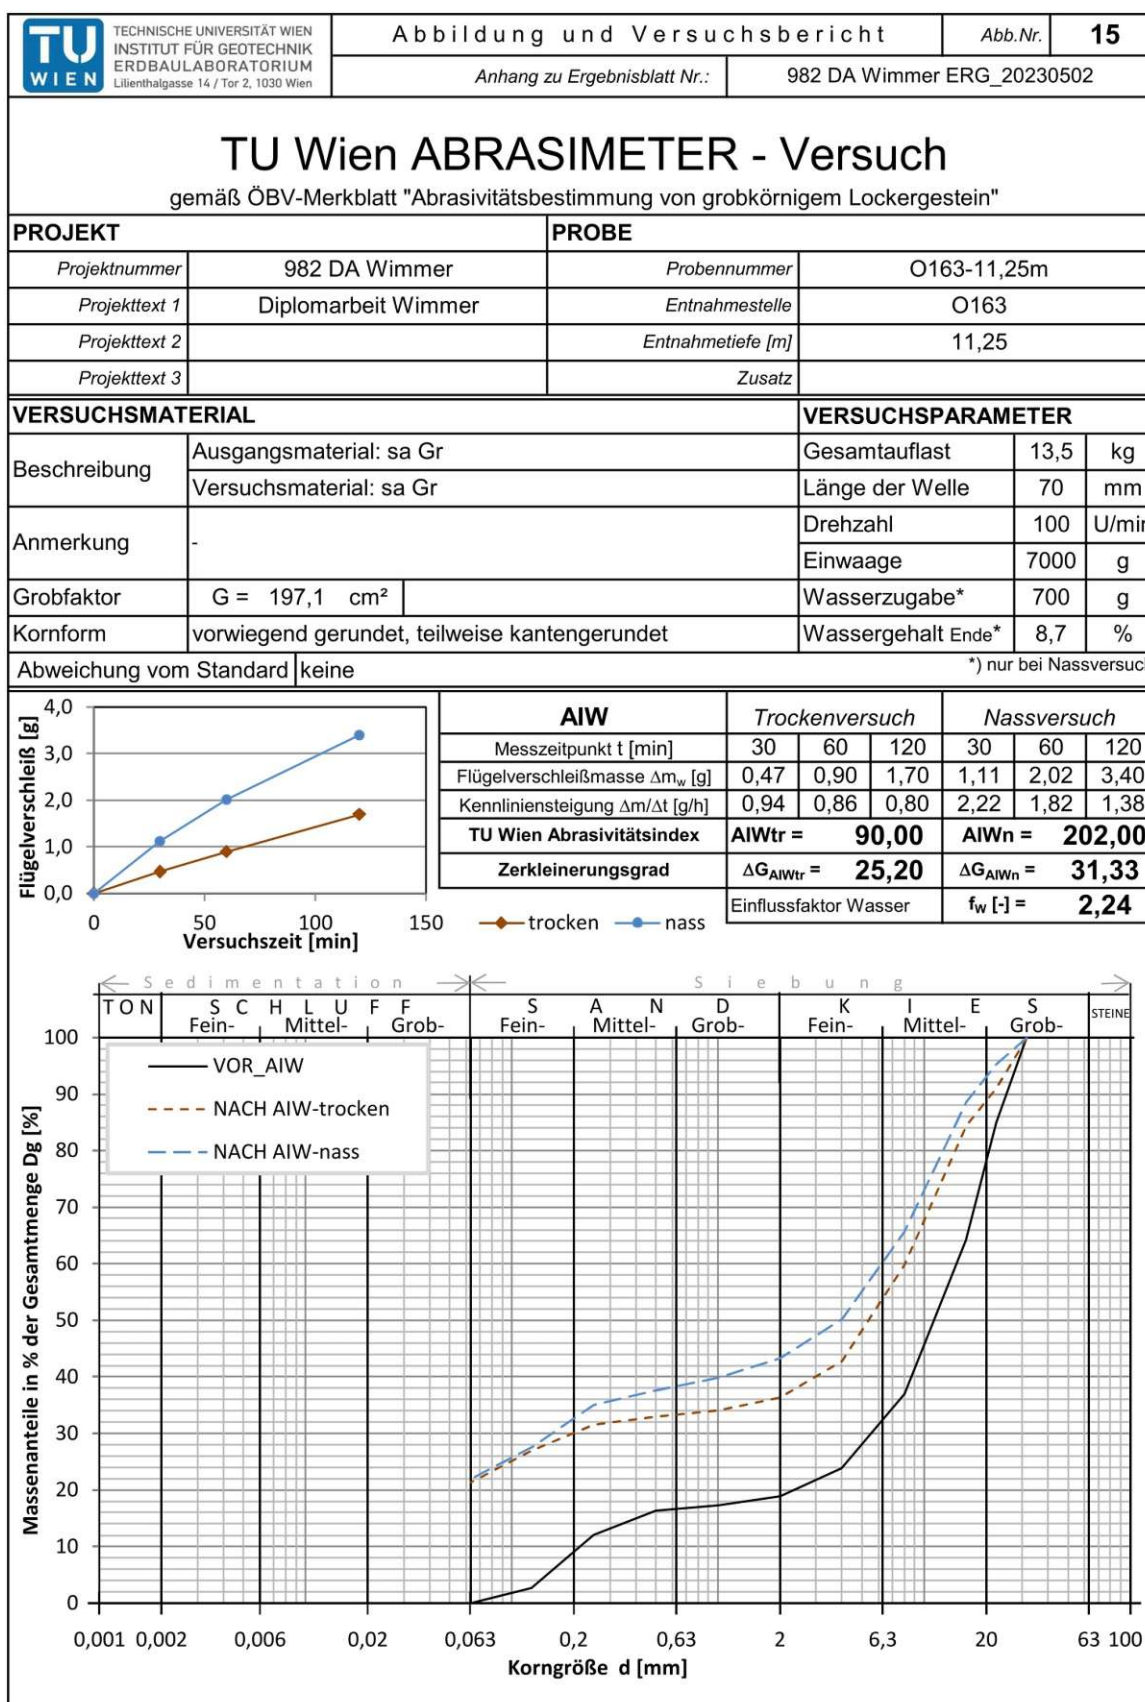 TU WIEN
TECHNISCHE UNIVERSITÄT WIEN
INSTITUT FÜR GEOTECHNIK
ERDBAULABORATORIUM
Lilienthalgasse 14 / Tor 2, 1030 Wien
Abbildung und Versuchsbericht Abb.Nr. 15
Anhang zu Ergebnisblatt Nr.: 982 DA Wimmer ERG_20230502
TU Wien ABRASIMETER - Versuch
gemäß ÖBV-Merkblatt "Abrasivitätsbestimmung von grobkörnigem Lockergestein"
PROJEKT PROBE
Projektnummer 982 DA Wimmer Probennummer O163-11,25m
Projekttext 1 Diplomarbeit Wimmer Entnahmestelle O163
Projekttext 2 Entnahmetiefe [m] 11,25
Projekttext 3 Zusatz
VERSUCHSMATERIAL VERSUCHSPARAMETER
Beschreibung Ausgangsmaterial: sa Gr Gesamtauflast 13,5 kg
Versuchsmaterial: sa Gr Länge der Welle 70 mm
Anmerkung - Drehzahl 100 U/min
Einwaage 7000 g
Grobfaktor G = 197,1 cm² Wasserzugabe* 700 g
Kornform vorwiegend gerundet, teilweise kantengerundet Wassergehalt Ende* 8,7 %
Abweichung vom Standard keine *) nur bei Nassversuch
Flügelverschleiß [g]
4,0
3,0
2,0
1,0
0,0
0 50 100 150
Versuchszeit [min]
trocken nass
AIW Trockenversuch Nassversuch
Messzeitpunkt t [min] 30 60 120 30 60 120
Flügelverschleißmasse Δmw [g] 0,47 0,90 1,70 1,11 2,02 3,40
Kennliniensteigung Δm/Δt [g/h] 0,94 0,86 0,80 2,22 1,82 1,38
TU Wien Abrasivitätsindex AIWtr = 90,00 AIWn = 202,00
Zerkleinerungsgrad ΔGAIWtr = 25,20 ΔGAIWn = 31,33
Einflussfaktor Wasser fW [-] = 2,24
Sedimentation Siebung
TON SCHLUFF SAND KIES STEINE
Fein- Mittel- Grob- Fein- Mittel- Grob- Fein- Mittel- Grob-
Massenanteile in % der Gesamtmenge Dg [%]
100
90
80
70
60
50
40
30
20
10
0
VOR_AIW
NACH AIW-trocken
NACH AIW-nass
0,001 0,002 0,006 0,02 0,063 0,2 0,63 2 6,3 20 63 100
Korngröße d [mm]